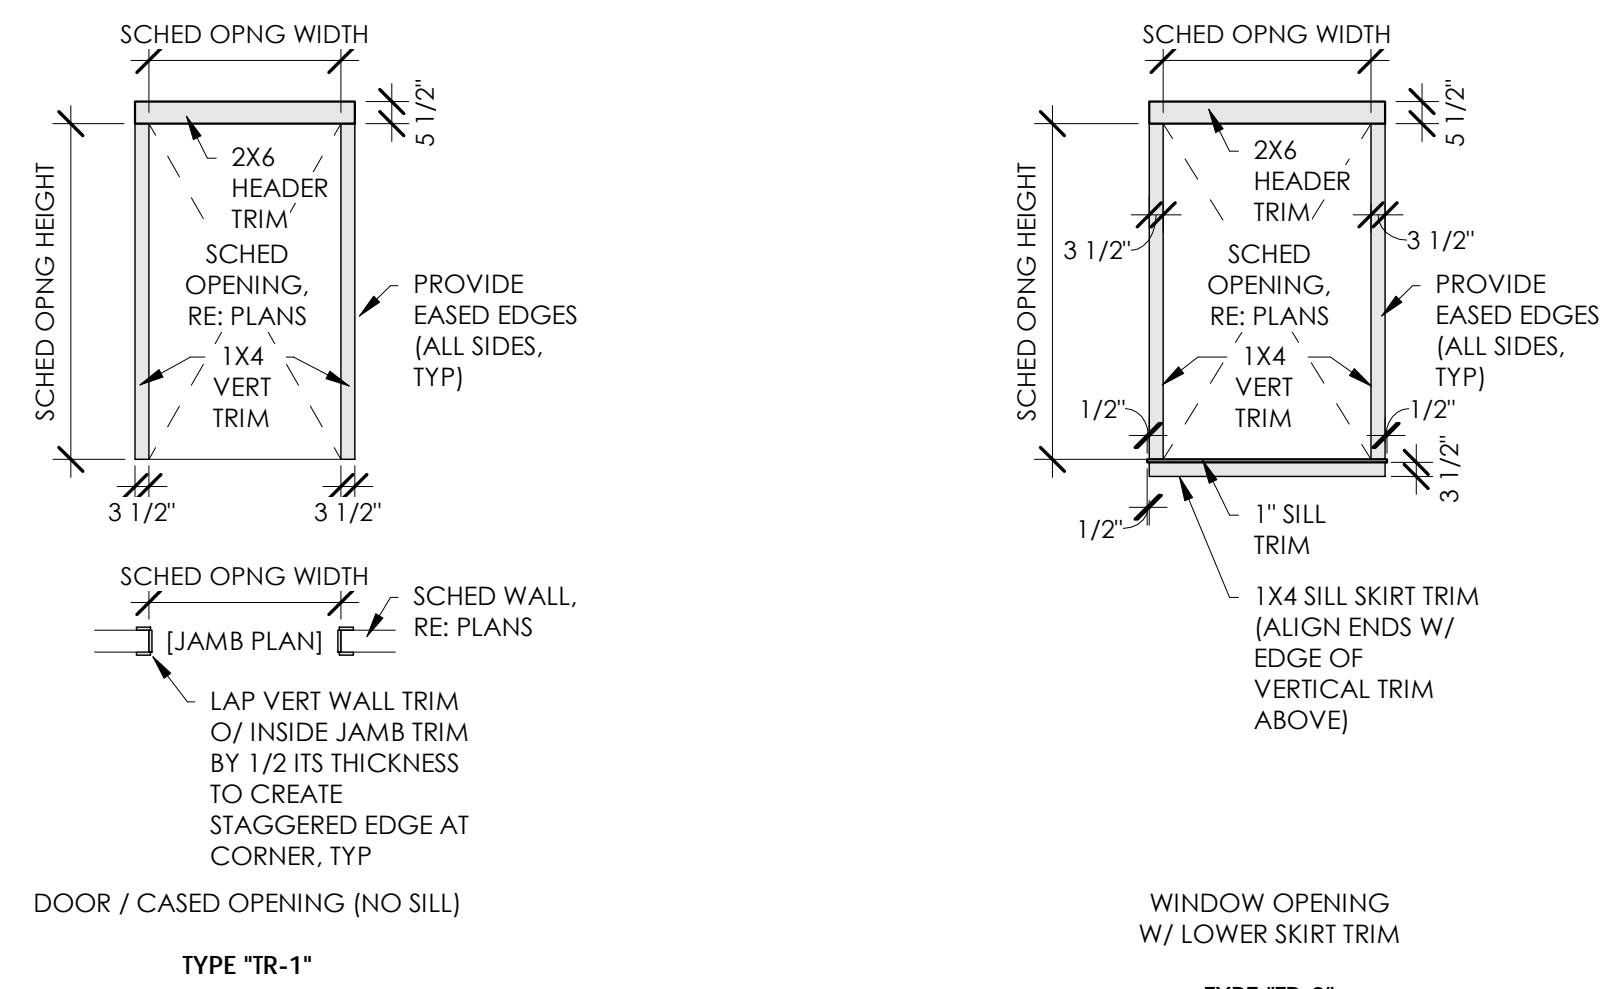 SCHED OPNG WIDTH
5 1/2"
SCHED OPNG HEIGHT
2X6
HEADER
TRIM
SCHED
OPENING,
RE: PLANS
1X4
VERT
TRIM
PROVIDE
EASED EDGES
(ALL SIDES,
TYP)
3 1/2"
3 1/2"
SCHED OPNG WIDTH
[JAMB PLAN]
SCHED WALL,
RE: PLANS
LAP VERT WALL TRIM
O/ INSIDE JAMB TRIM
BY 1/2 ITS THICKNESS
TO CREATE
STAGGERED EDGE AT
CORNER, TYP
DOOR / CASED OPENING (NO SILL)
TYPE "TR-1"
SCHED OPNG WIDTH
5 1/2"
SCHED OPNG HEIGHT
2X6
HEADER
TRIM
3 1/2"
3 1/2"
SCHED
OPENING,
RE: PLANS
1X4
VERT
TRIM
PROVIDE
EASED EDGES
(ALL SIDES,
TYP)
1/2"
1/2"
3 1/2"
1/2"
1" SILL
TRIM
1X4 SILL SKIRT TRIM
(ALIGN ENDS W/
EDGE OF
VERTICAL TRIM
ABOVE)
WINDOW OPENING
W/ LOWER SKIRT TRIM